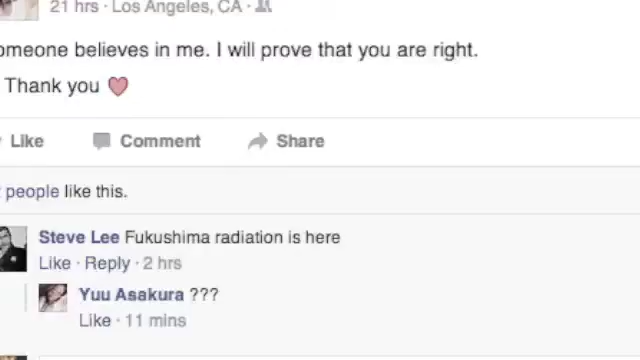 21 hrs · Los Angeles, CA ·
omeone believes in me. I will prove that you are right.
Thank you
Like Comment Share
people like this.
Steve Lee Fukushima radiation is here
Like · Reply · 2 hrs
Yuu Asakura ???
Like · 11 mins